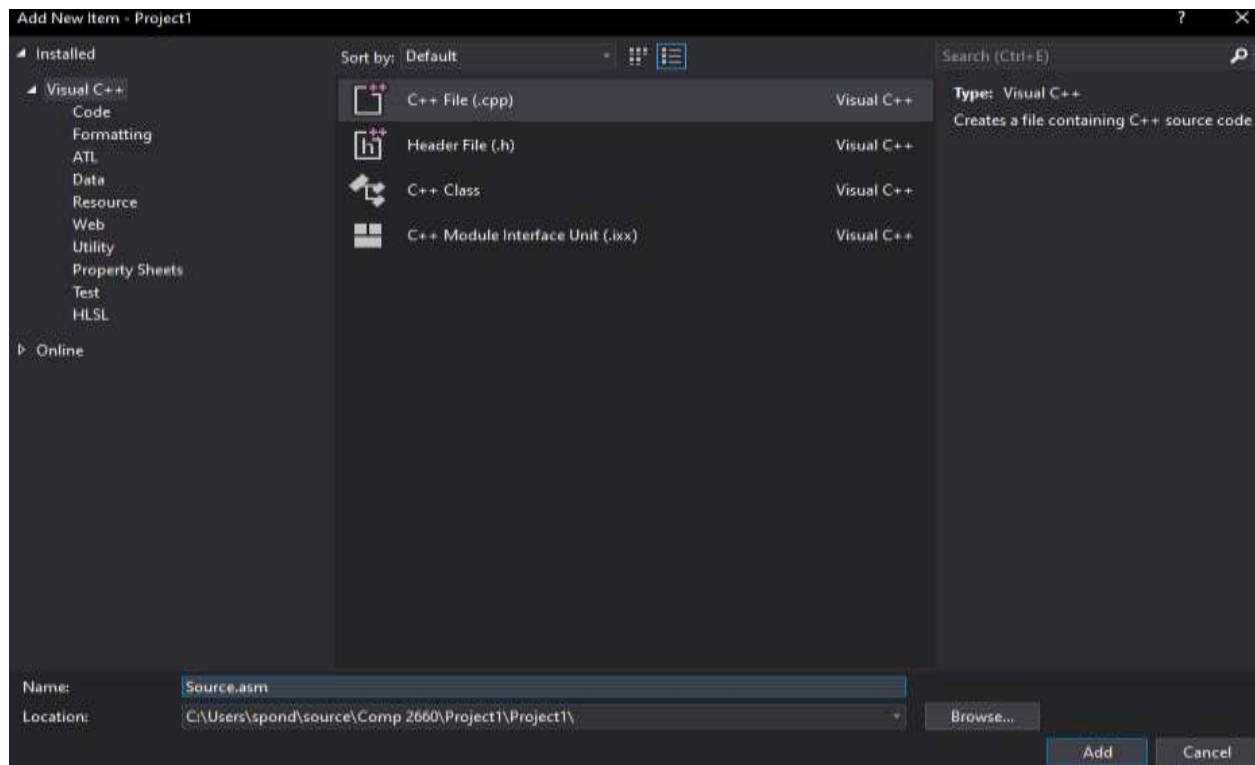 Add New Item - Project1
? X
Installed
Sort by: Default
Search (Ctrl+E)
Visual C++
Code
Formatting
ATL
Data
Resource
Web
Utility
Property Sheets
Test
HLSL
Online
C++ File (.cpp) Visual C++
Header File (.h) Visual C++
C++ Class Visual C++
C++ Module Interface Unit (.ixx) Visual C++
Type: Visual C++
Creates a file containing C++ source code
Name: Source.asm
Location: C:\Users\spond\source\Comp 2660\Project1\Project1\
Browse...
Add Cancel